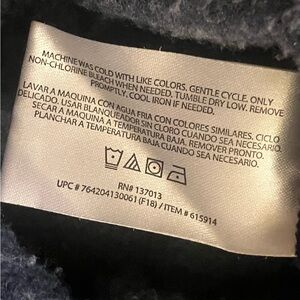 MACHINE WAS COLD WITH LIKE COLORS. GENTLE CYCLE. ONLY
NON-CHLORINE BLEACH WHEN NEEDED. TUMBLE DRY LOW. REMOVE
PROMPTLY. COOL IRON IF NEEDED.
LAVAR A MAQUINA CON AGUA FRIA CON COLORES SIMILARES. CICLO
DELICADO. USAR BLANQUEADOR SIN CLORO CUANDO SEA NECESARIO.
SECAR A MAQUINA A TEMPERATURA BAJA. REMOVER PRONTO.
PLANCHAR A TEMPERATURA BAJA CUANDO SEA NECESARIO.
RN# 137013
UPC # 764204130061 (F18) / ITEM # 615914